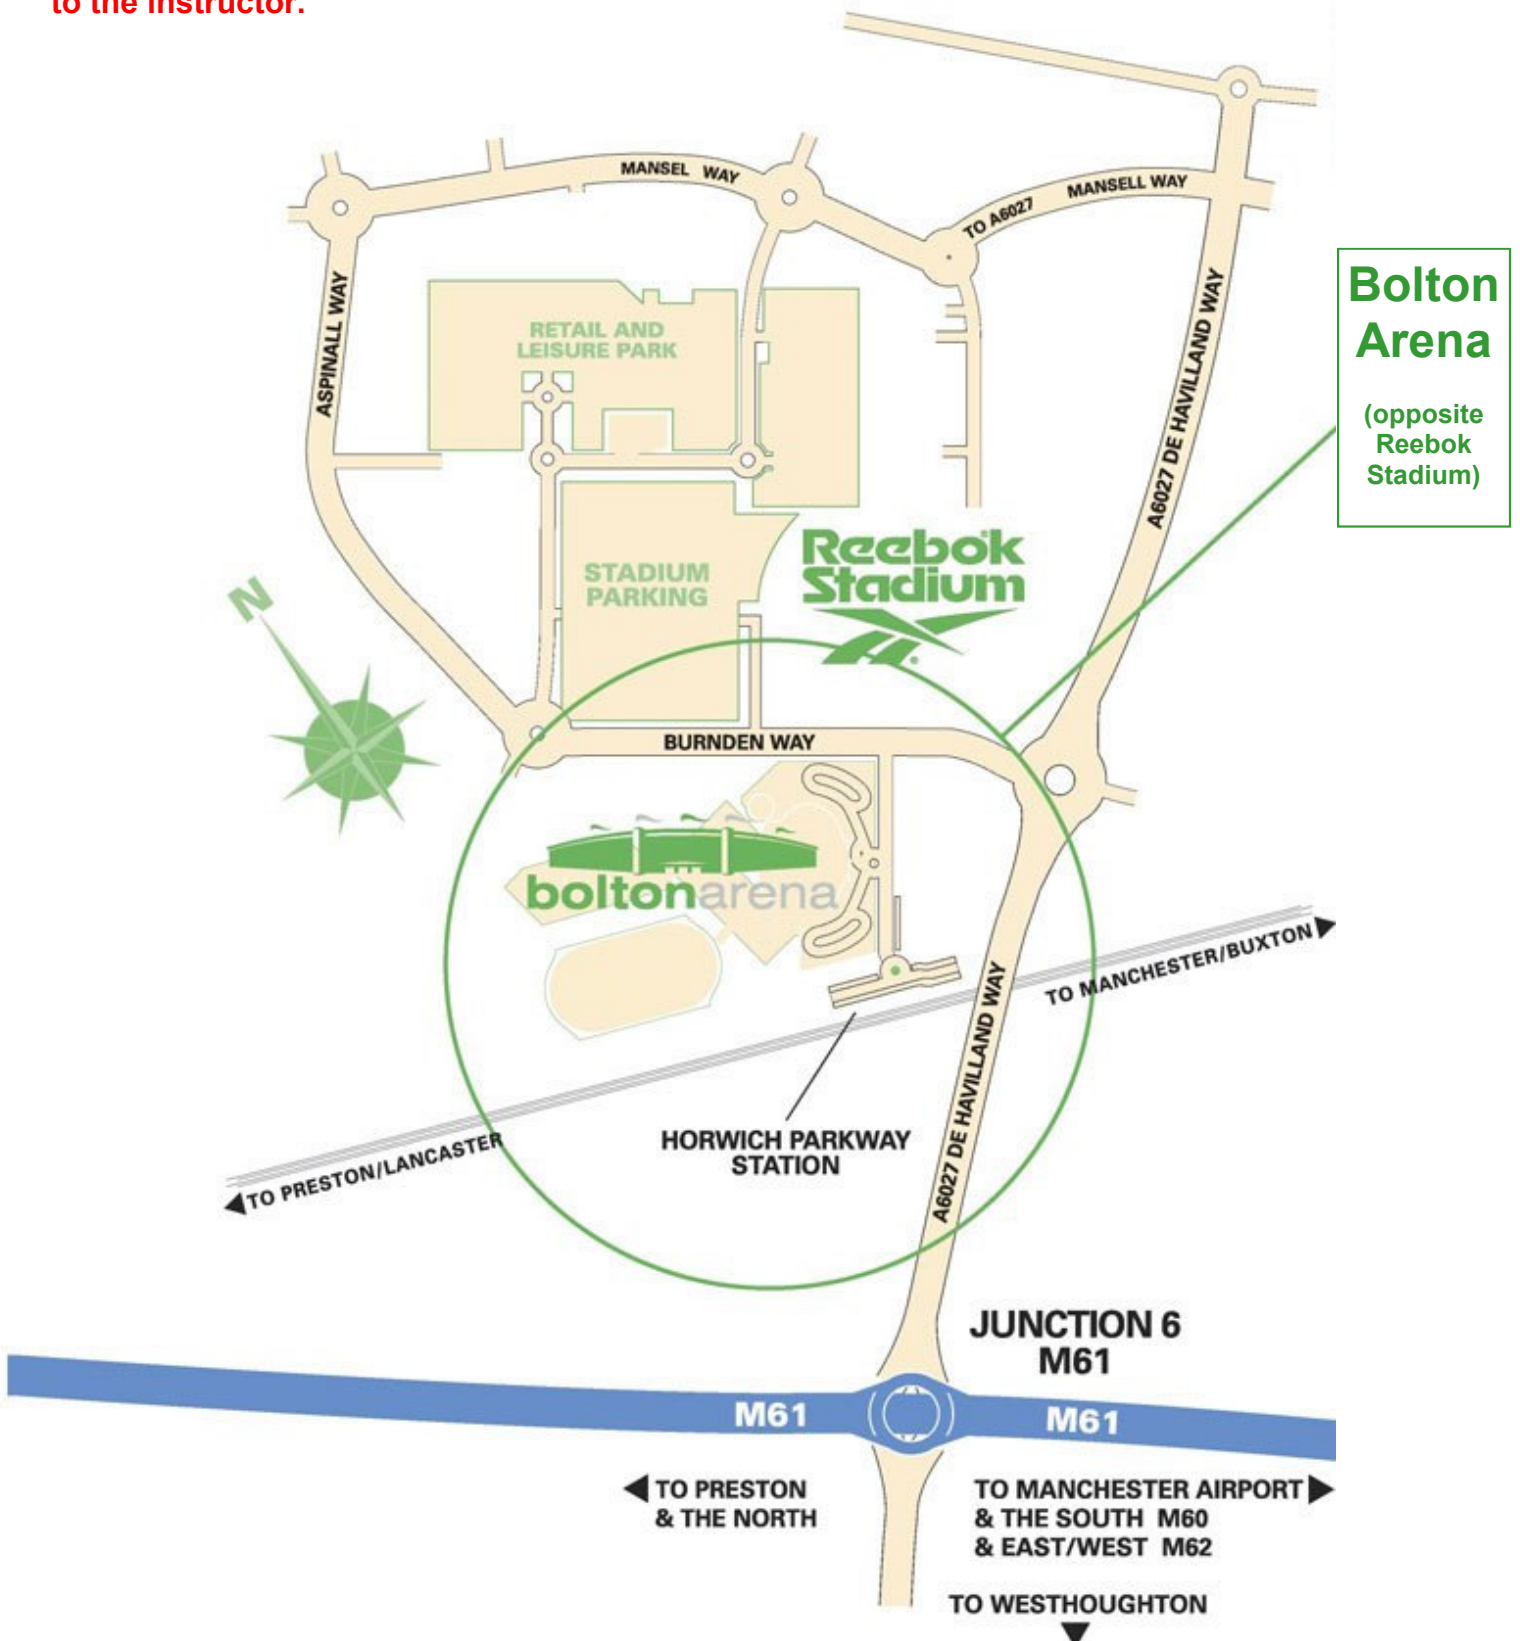 to the instructor.
MANSEL WAY
MANSELL WAY
TO A6027
ASPINALL WAY
A6027 DE HAVILLAND WAY
Bolton
Arena
(opposite
Reebok
Stadium)
RETAIL AND
LEISURE PARK
Reebok
Stadium
STADIUM
PARKING
N
BURNDEN WAY
boltonarena
TO MANCHESTER/BUXTON
A6027 DE HAVILLAND WAY
HORWICH PARKWAY
STATION
TO PRESTON/LANCASTER
JUNCTION 6
M61
M61
M61
TO PRESTON
& THE NORTH
TO MANCHESTER AIRPORT
& THE SOUTH M60
& EAST/WEST M62
TO WESTHOUGHTON